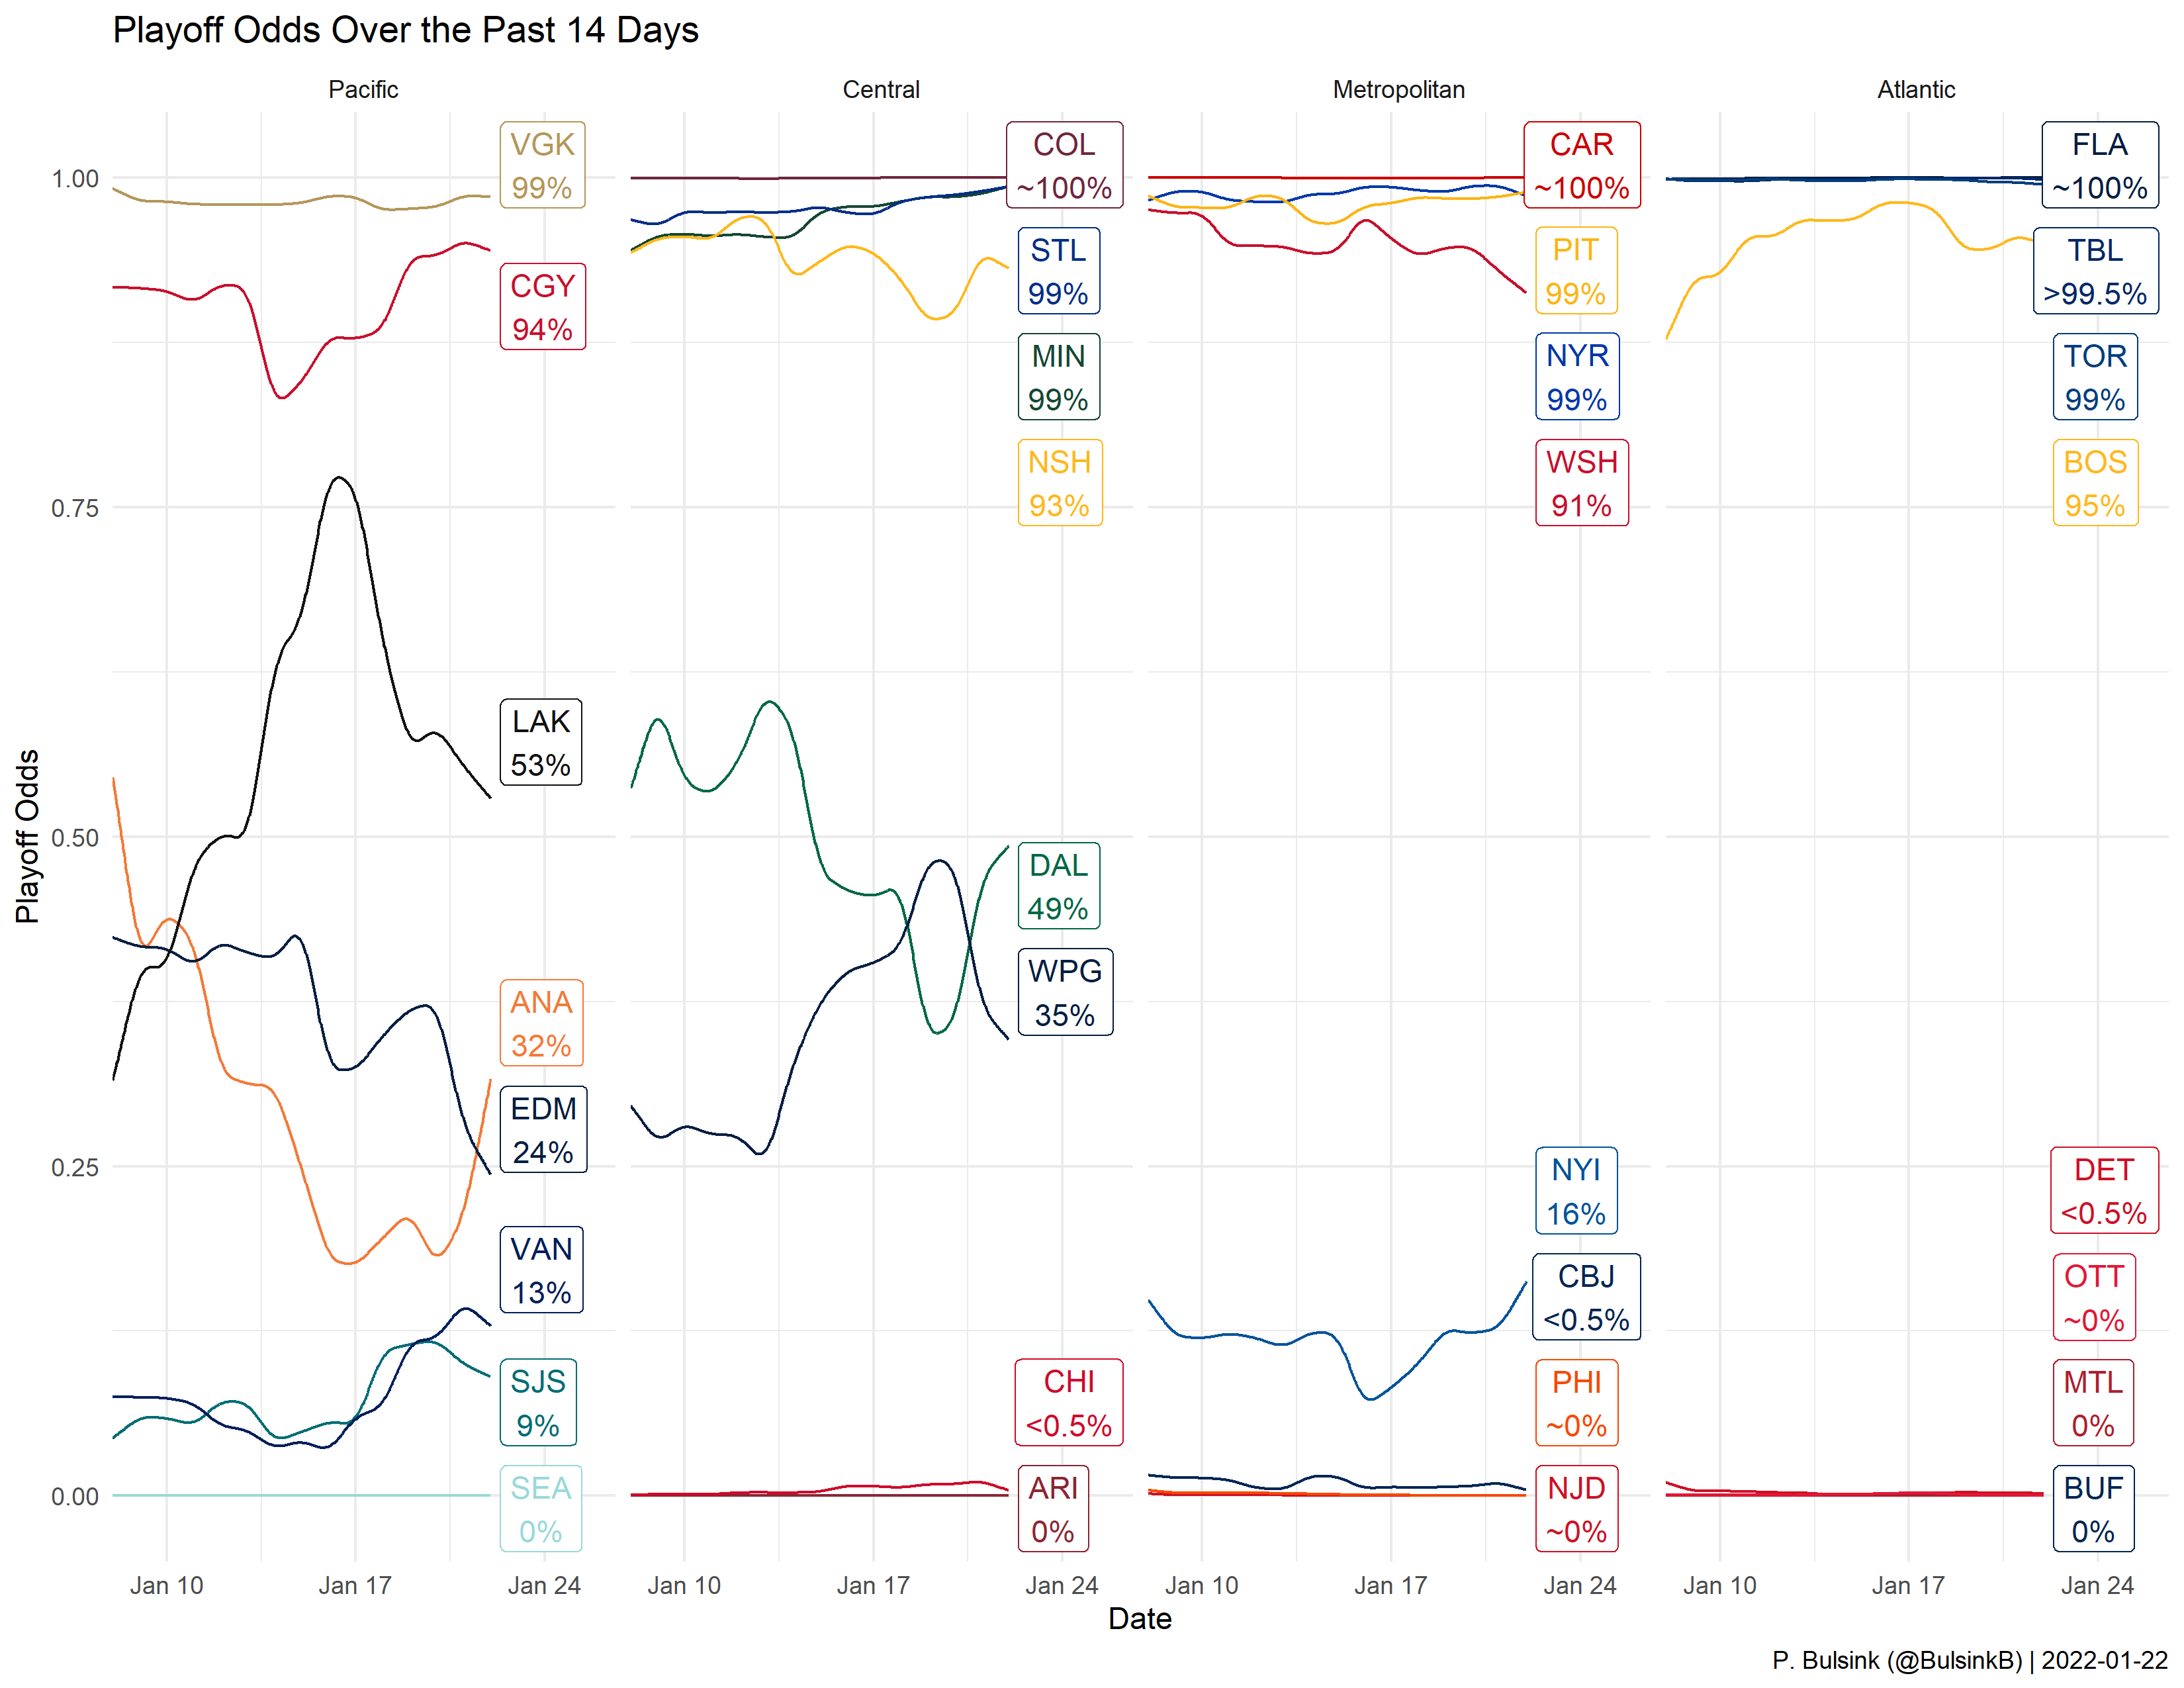 Playoff Odds Over the Past 14 Days
Pacific
Central
Metropolitan
Atlantic
Playoff Odds
1.00
0.75
0.50
0.25
0.00
VGK
99%
CGY
94%
LAK
53%
ANA
32%
EDM
24%
VAN
13%
SJS
9%
SEA
0%
COL
~100%
STL
99%
MIN
99%
NSH
93%
DAL
49%
WPG
35%
CHI
<0.5%
ARI
0%
CAR
~100%
PIT
99%
NYR
99%
WSH
91%
NYI
16%
CBJ
<0.5%
PHI
~0%
NJD
~0%
FLA
~100%
TBL
>99.5%
TOR
99%
BOS
95%
DET
<0.5%
OTT
~0%
MTL
0%
BUF
0%
Jan 10 Jan 17 Jan 24
Jan 10 Jan 17 Jan 24
Jan 10 Jan 17 Jan 24
Jan 10 Jan 17 Jan 24
Date
P. Bulsink (@BulsinkB) | 2022-01-22